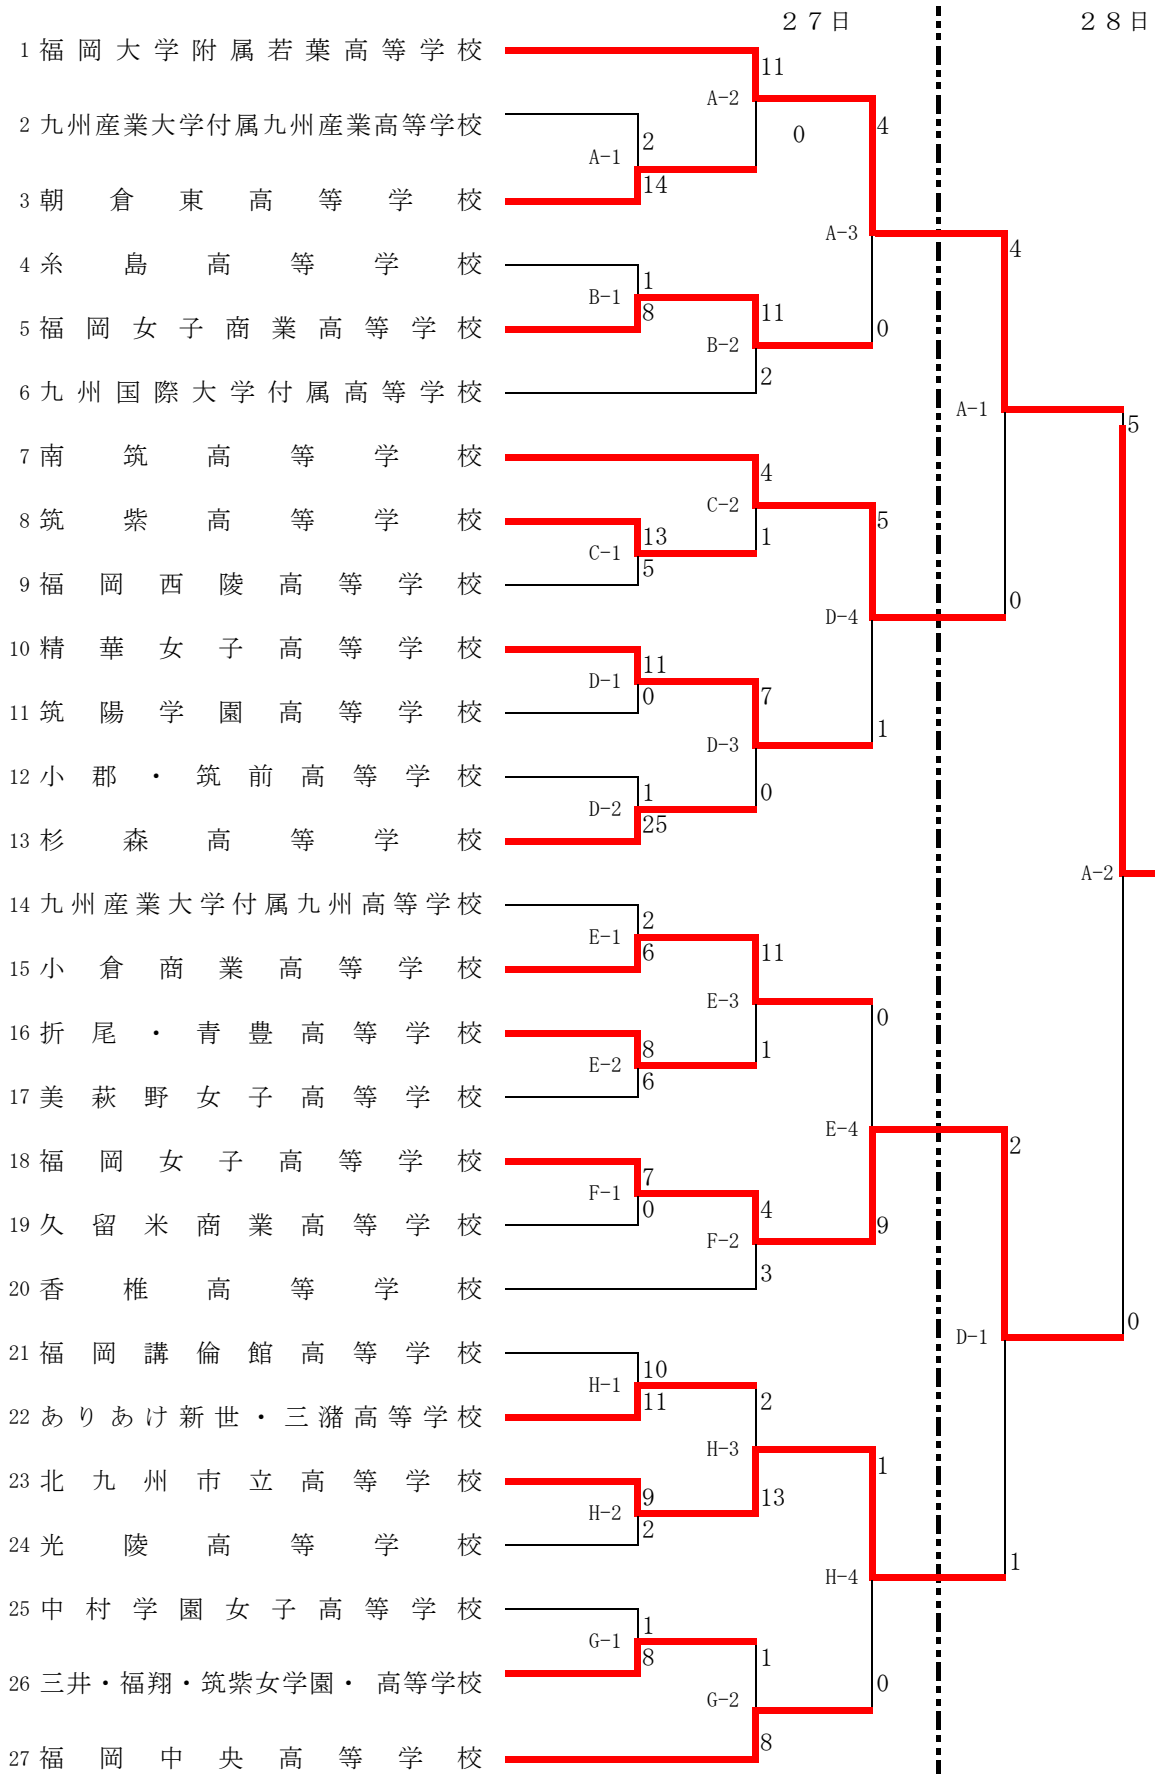 ２７日
２８日
1 福岡大学附属若葉高等学校
11
A-2
4
0
2 九州産業大学付属九州産業高等学校
2
A-1
14
3 朝倉東高等学校
A-3
4
4 糸島高等学校
1
B-1
8
11
5 福岡女子商業高等学校
0
B-2
2
6 九州国際大学付属高等学校
A-1
5
7 南筑高等学校
4
C-2
5
8 筑紫高等学校
13
1
C-1
5
9 福岡西陵高等学校
0
D-4
10 精華女子高等学校
11
D-1
0
7
11 筑陽学園高等学校
1
D-3
12 小郡・筑前高等学校
1
0
D-2
25
13 杉森高等学校
A-2
14 九州産業大学付属九州高等学校
2
E-1
6
11
15 小倉商業高等学校
E-3
0
16 折尾・青豊高等学校
8
1
E-2
6
17 美萩野女子高等学校
E-4
2
18 福岡女子高等学校
7
F-1
0
4
19 久留米商業高等学校
9
F-2
3
20 香椎高等学校
0
D-1
21 福岡講倫館高等学校
10
H-1
11
2
22 ありあけ新世・三潴高等学校
H-3
1
23 北九州市立高等学校
9
13
H-2
2
24 光陵高等学校
1
H-4
25 中村学園女子高等学校
1
G-1
8
1
26 三井・福翔・筑紫女学園・ 高等学校
0
G-2
8
27 福岡中央高等学校